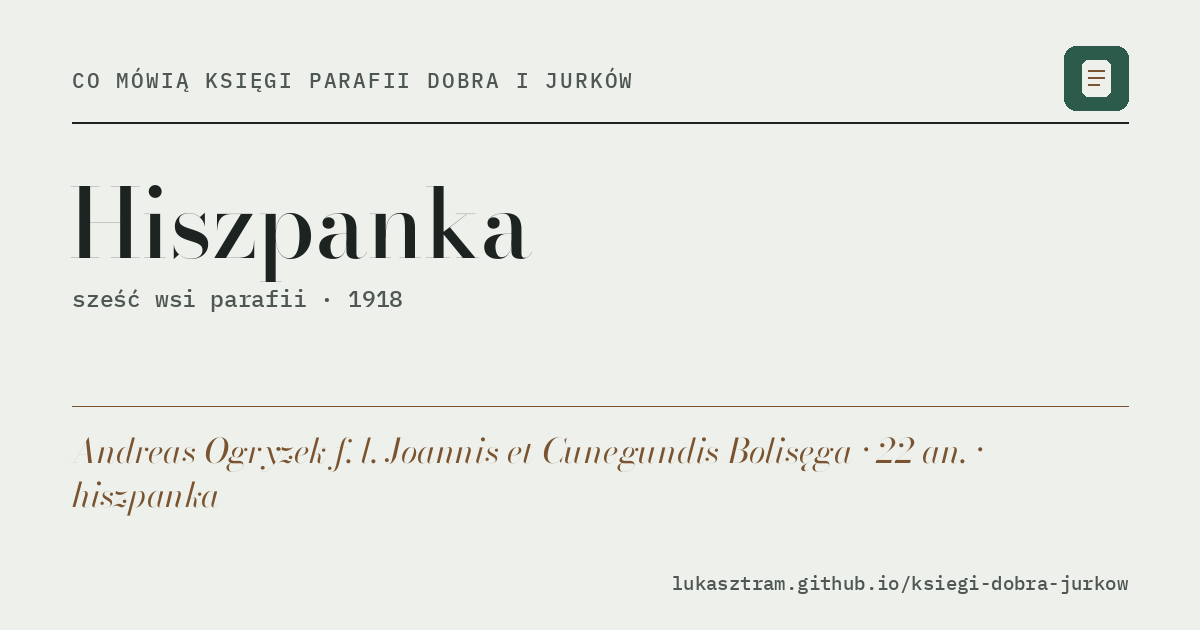 CO MÓWIĄ KSIĘGI PARAFII DOBRA I JURKÓW
Hiszpanka
sześć wsi parafii · 1918
Andreas Ogryzek f. l. Joannis et Cunegundis Bolisęga · 22 an. ·
hiszpanka
lukasztram.github.io/ksiegi-dobra-jurkow